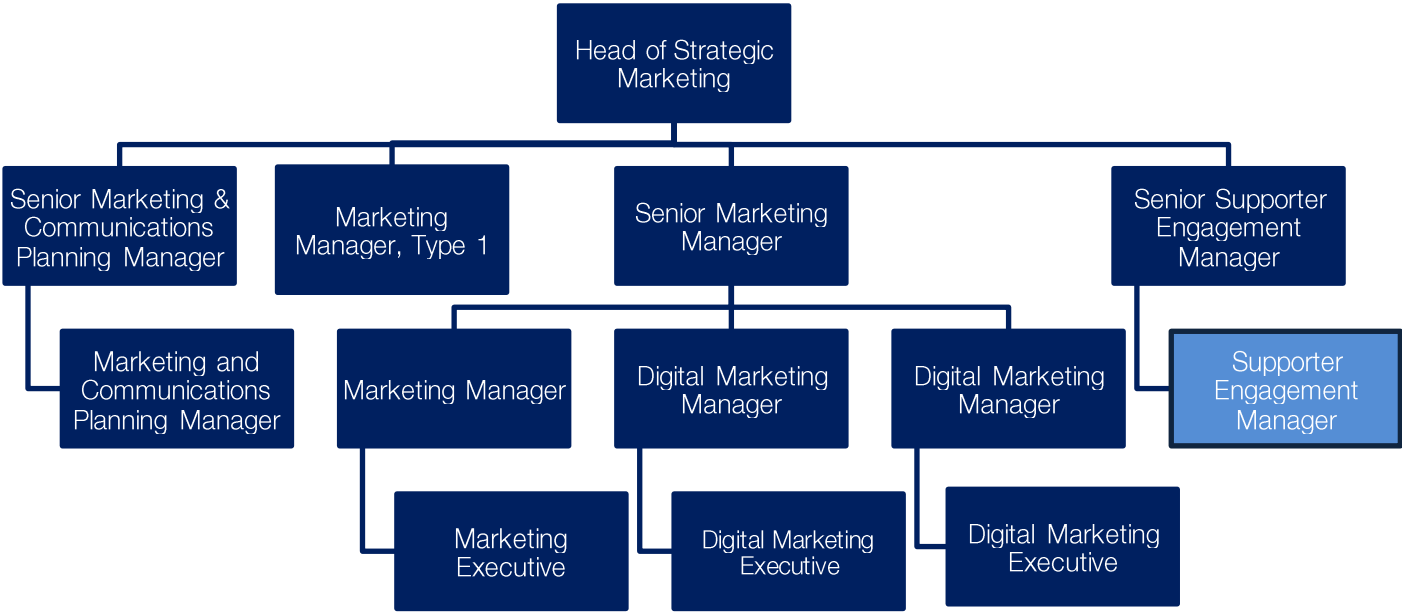 Head of Strategic
Marketing
Senior Marketing &
Communications
Planning Manager
Marketing
Manager, Type 1
Senior Marketing
Manager
Senior Supporter
Engagement
Manager
Marketing and
Communications
Planning Manager
Marketing Manager
Digital Marketing
Manager
Digital Marketing
Manager
Supporter
Engagement
Manager
Marketing
Executive
Digital Marketing
Executive
Digital Marketing
Executive